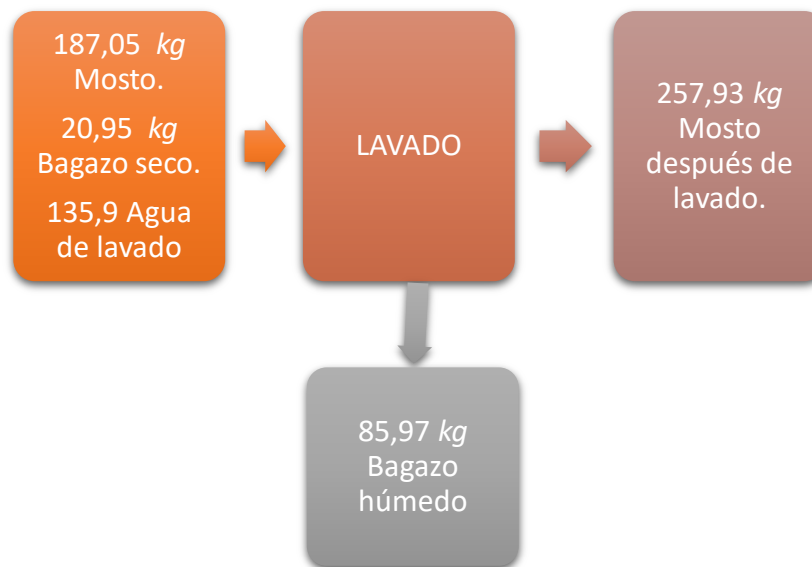 187,05 kg
Mosto.
20,95 kg
Bagazo seco.
135,9 Agua
de lavado
LAVADO
257,93 kg
Mosto
después de
lavado.
85,97 kg
Bagazo
húmedo